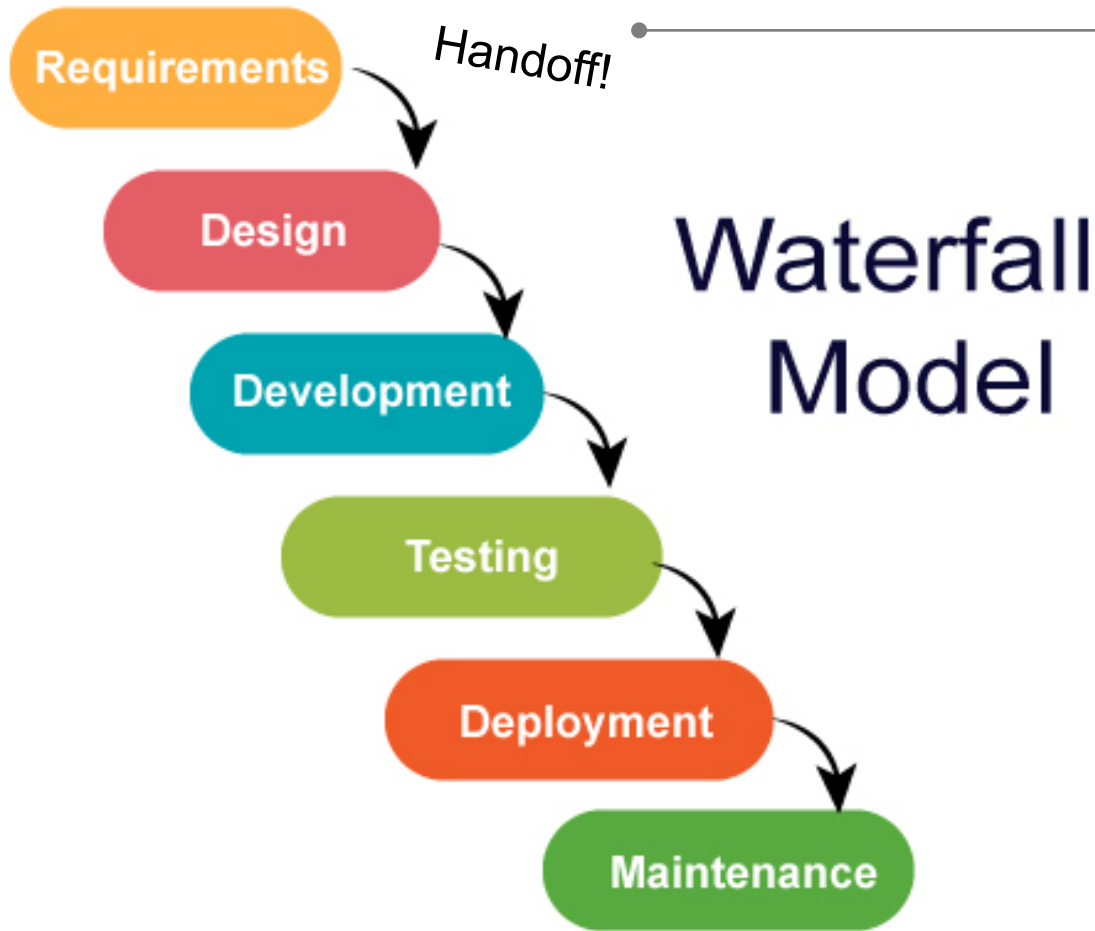 Requirements
Handoff!
Design
Waterfall
Model
Development
Testing
Deployment
Maintenance